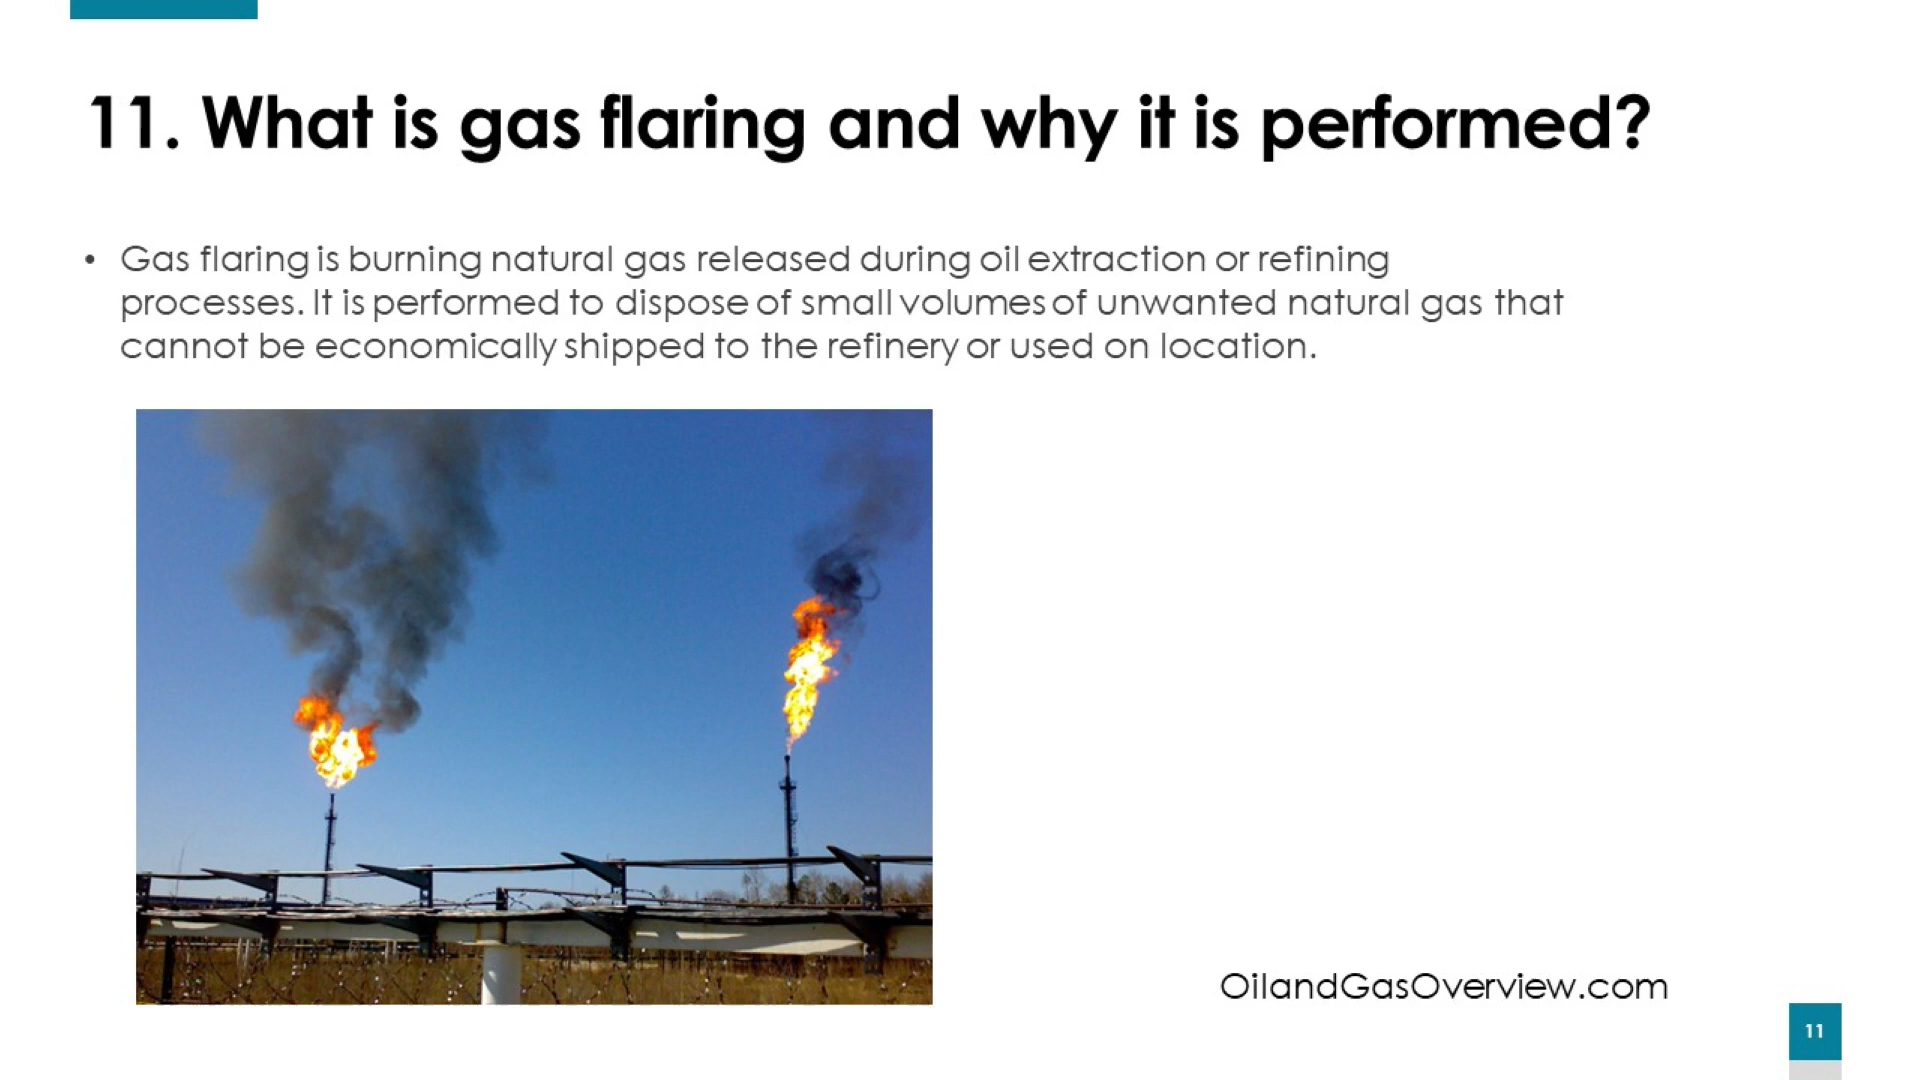 11. What is gas flaring and why it is performed?
• Gas flaring is burning natural gas released during oil extraction or refining
processes. It is performed to dispose of small volumes of unwanted natural gas that
cannot be economically shipped to the refinery or used on location.
OilandGasOverview.com
11